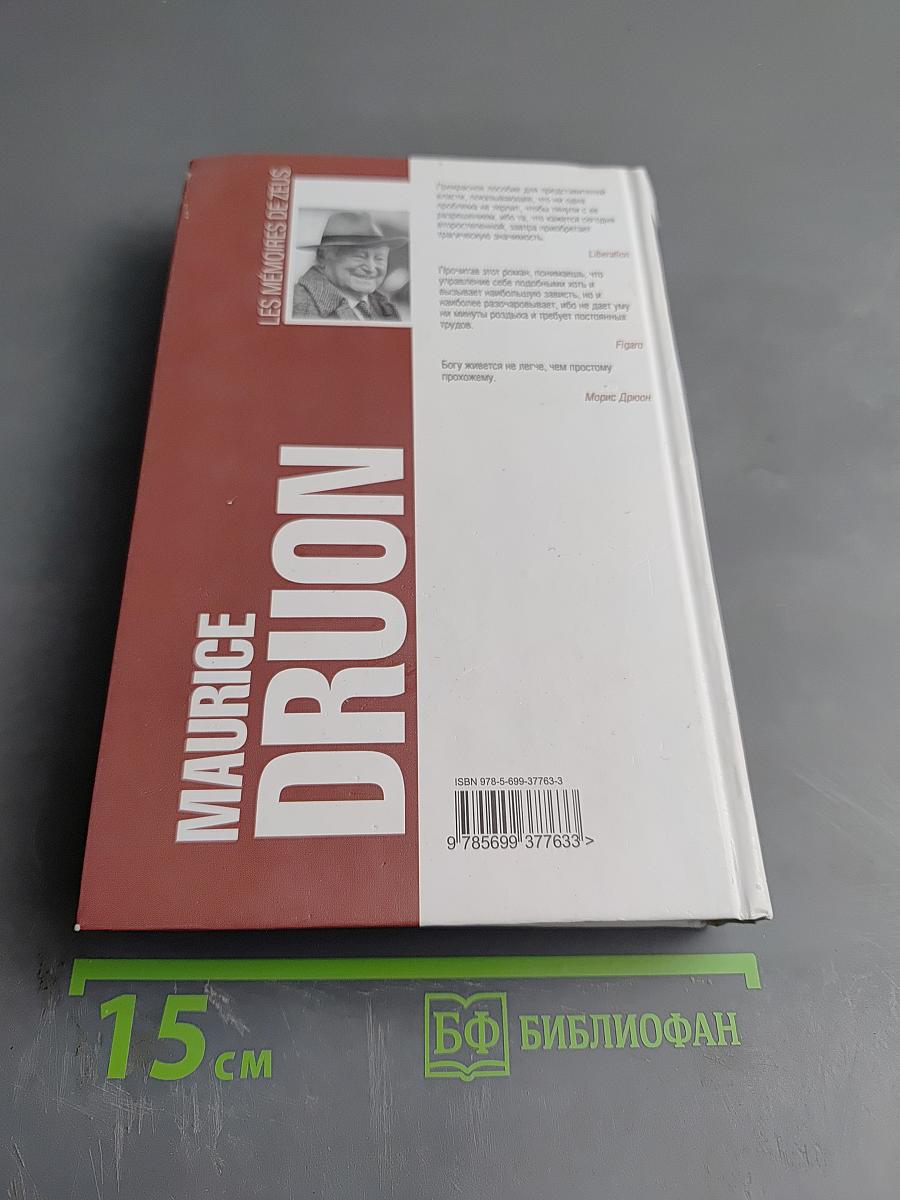 LES MÉMOIRES DE ZEUS
MAURICE
DRUON
Прекрасное пособие для представителей
власти, показывающее, что ни одна
проблема не терпит, чтобы тянули с ее
разрешением, ибо та, что кажется сегодня
второстепенной, завтра приобретает
трагическую значимость.
Liberation
Прочитав этот роман, понимаешь, что
управление себе подобными хоть и
вызывает наибольшую зависть, но и
наиболее разочаровывает, ибо не дает уму
ни минуты роздыха и требует постоянных
трудов.
Figaro
Богу живется не легче, чем простому
прохожему.
Морис Дрюон
ISBN 978-5-699-37763-3
9 785699 377633 >
15 см
БФ БИБЛИОФАН